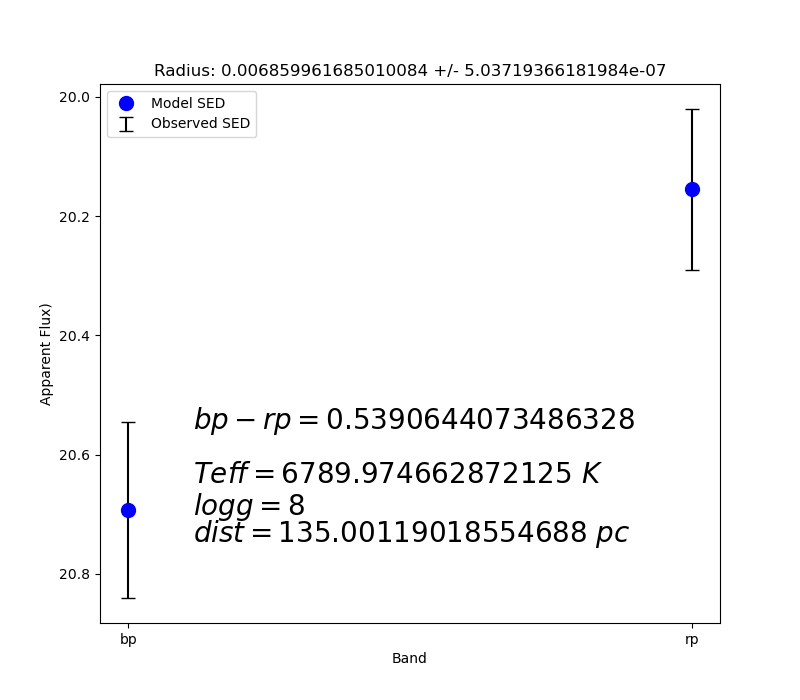 Radius: 0.006859961685010084 +/- 5.03719366181984e-07
Model SED
Observed SED
20.0
20.2
20.4
20.6
20.8
Apparent Flux)
bp − rp = 0.5390644073486328
Teff = 6789.974662872125 K
logg = 8
dist = 135.00119018554688 pc
bp
rp
Band